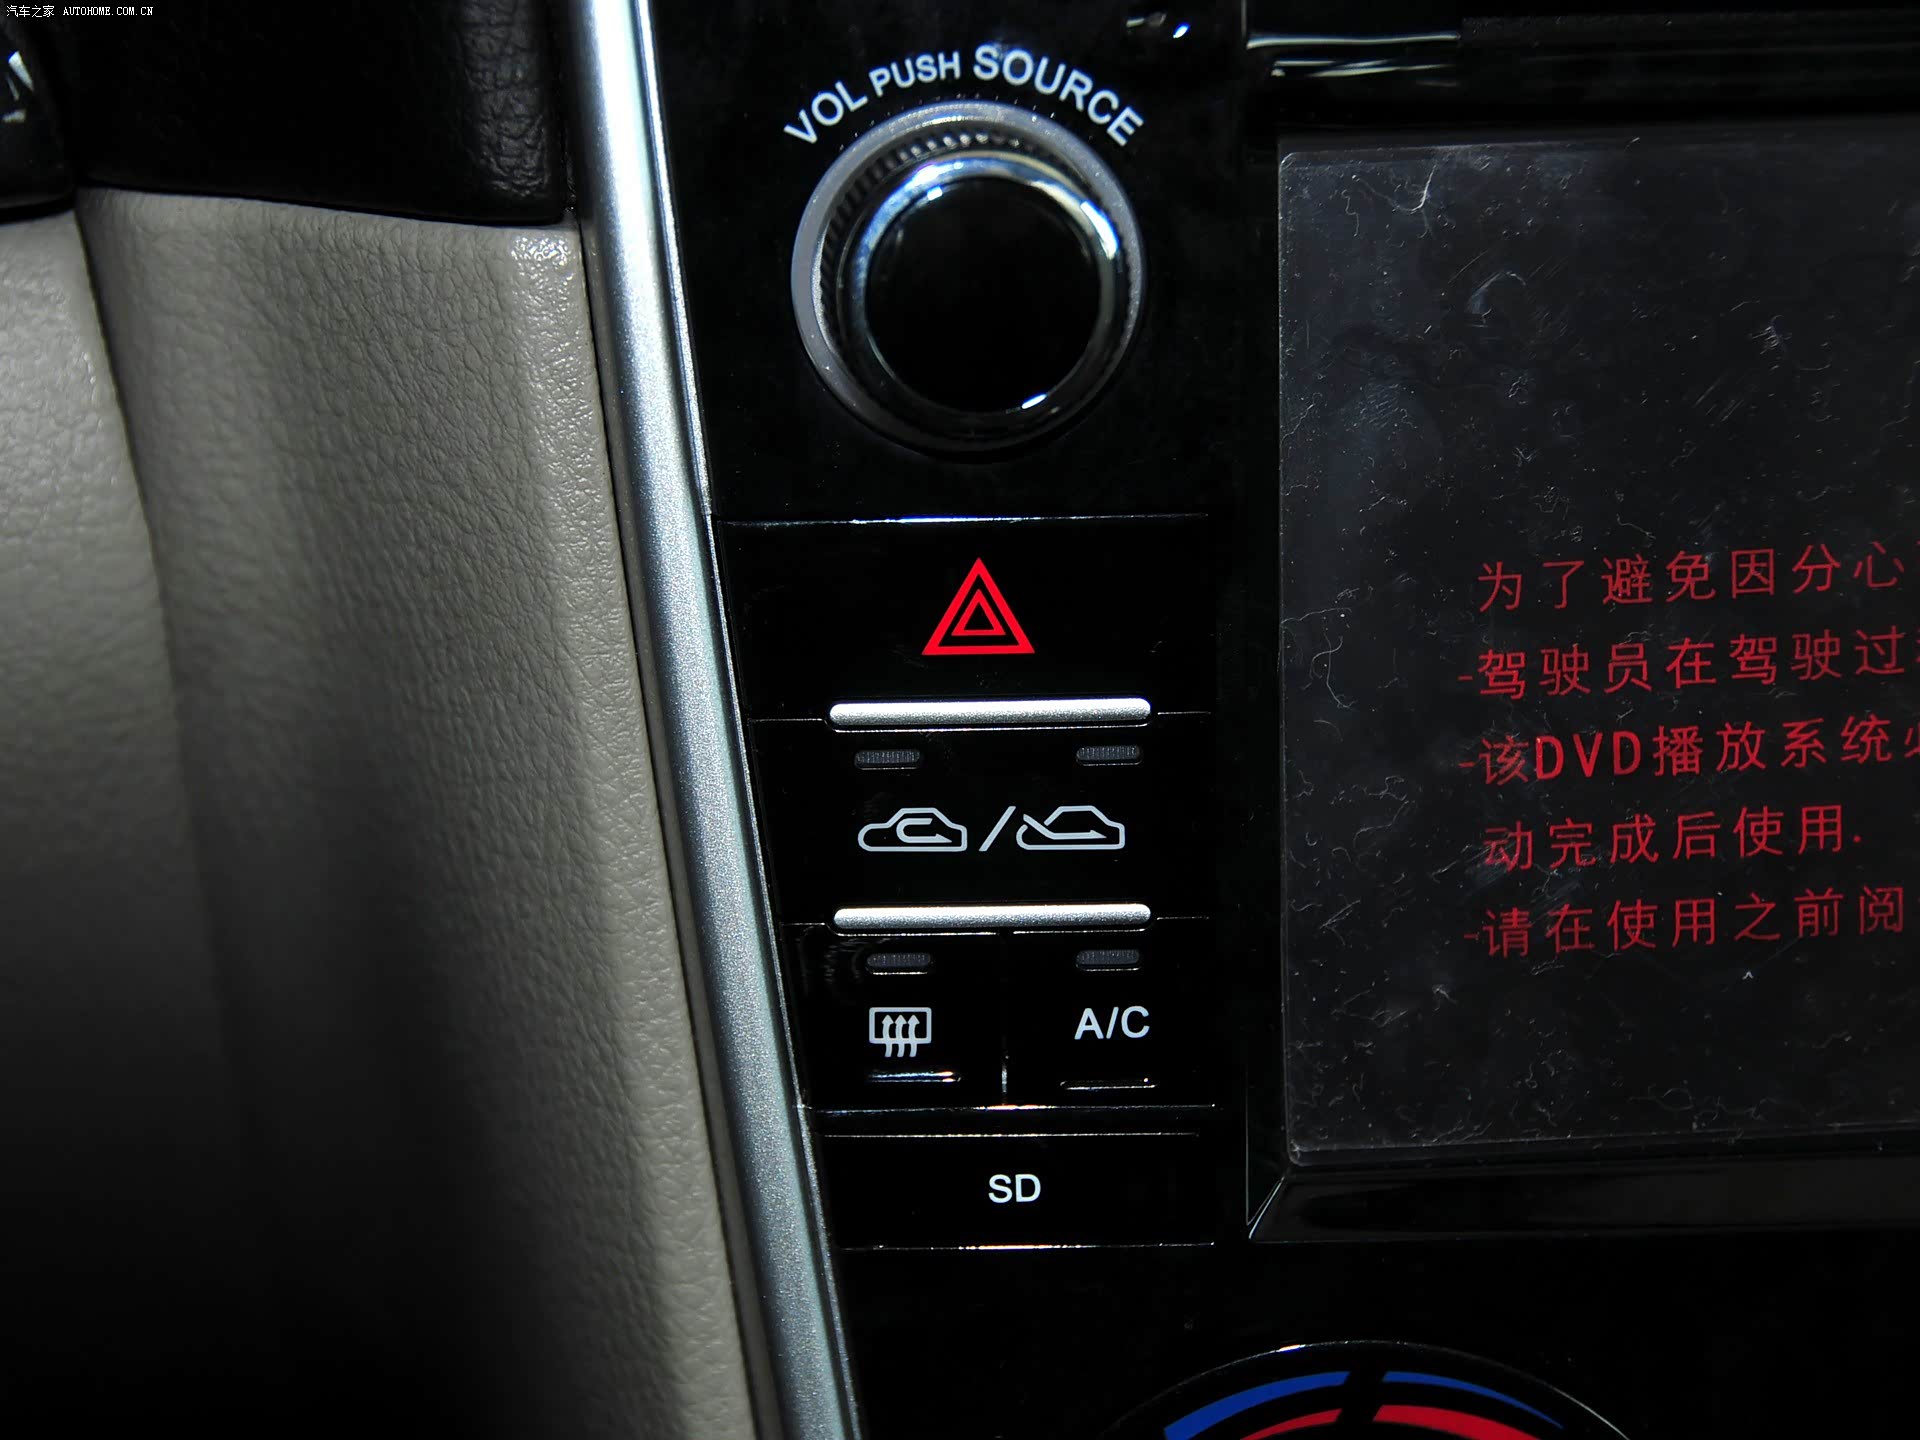 汽车之家 AUTOHOME.COM.CN
VOL PUSH SOURCE
为了避免因分心
-驾驶员在驾驶过
-该DVD播放系统
动完成后使用.
-请在使用之前阅
A/C
SD